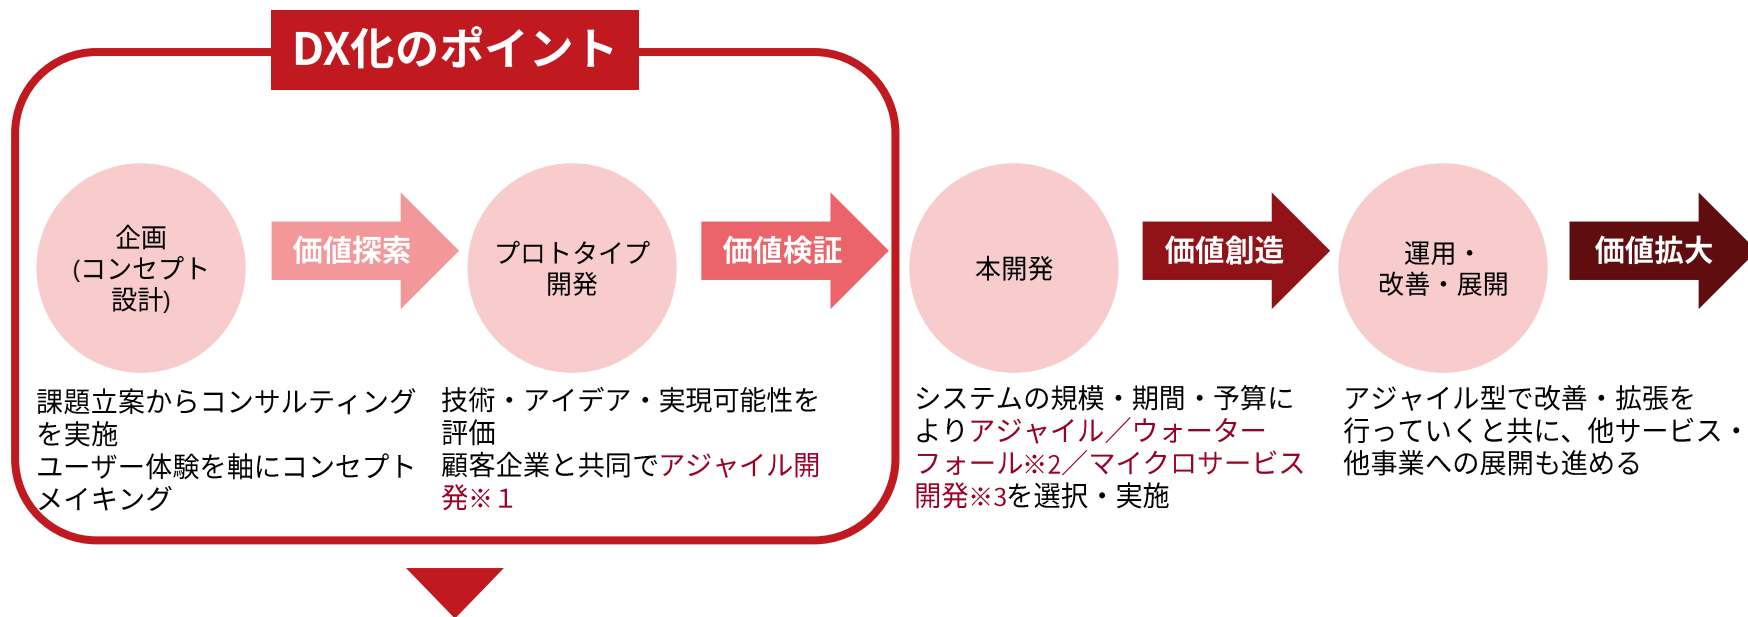 DX化のポイント
企画
(コンセプト
設計)
価値探索
プロトタイプ
開発
価値検証
本開発
価値創造
運用・
改善・展開
価値拡大
課題立案からコンサルティング
を実施
ユーザー体験を軸にコンセプト
メイキング
技術・アイデア・実現可能性を
評価
顧客企業と共同でアジャイル開
発※１
システムの規模・期間・予算に
よりアジャイル／ウォーター
フォール※2／マイクロサービス
開発※3を選択・実施
アジャイル型で改善・拡張を
行っていくと共に、他サービス・
他事業への展開も進める